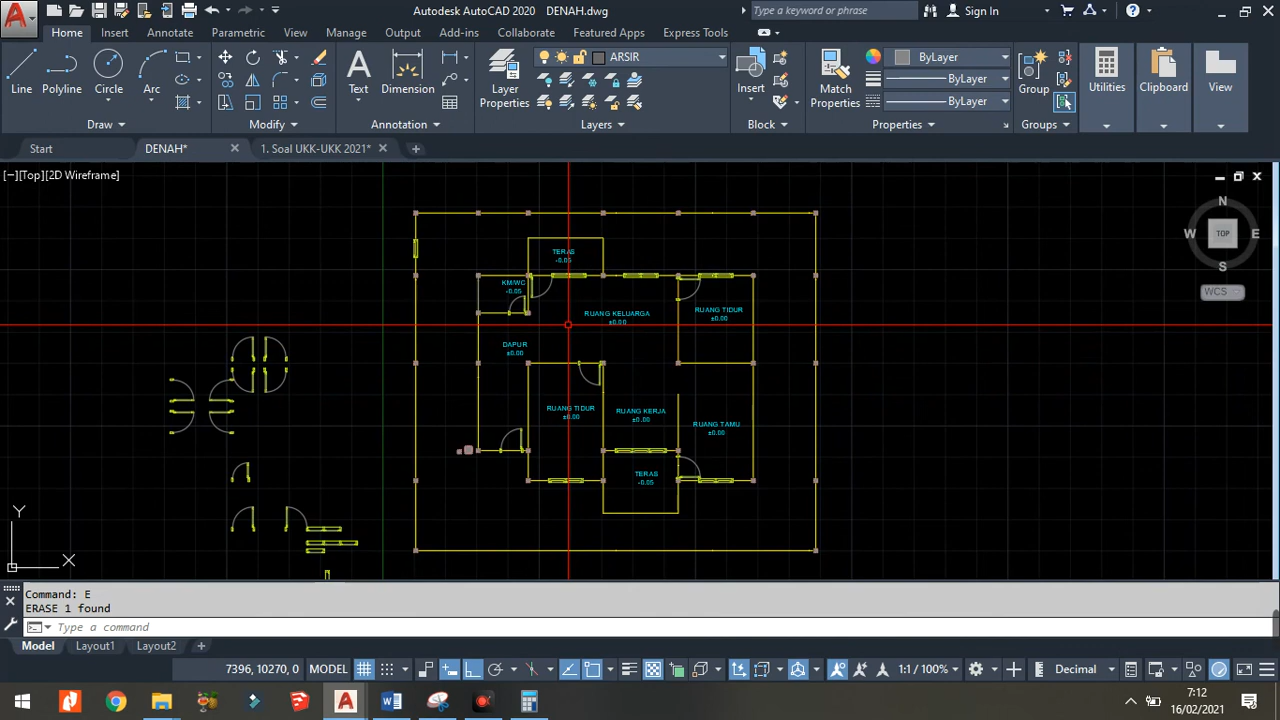 Autodesk AutoCAD 2020 DENAH.dwg
Type a keyword or phrase
Sign In
Home Insert Annotate Parametric View Manage Output Add-ins Collaborate Featured Apps Express Tools
Line Polyline Circle Arc
Text Dimension
Layer Properties
ARSIR
Insert
Match Properties
ByLayer
ByLayer
ByLayer
Group
Utilities
Clipboard
View
Draw Modify Annotation Layers Block Properties Groups
Start DENAH* 1. Soal UKK-UKK 2021*
[−][Top][2D Wireframe]
N
W TOP E
S
WCS
TERAS
-0.05
KM/WC
-0.05
RUANG KELUARGA
±0.00
RUANG TIDUR
±0.00
DAPUR
±0.00
RUANG TIDUR
±0.00
RUANG KERJA
±0.00
RUANG TAMU
±0.00
TERAS
-0.05
Y
X
Command: E
ERASE 1 found
Type a command
Model Layout1 Layout2
7396, 10270, 0 MODEL 1:1 / 100% Decimal
7:12
16/02/2021